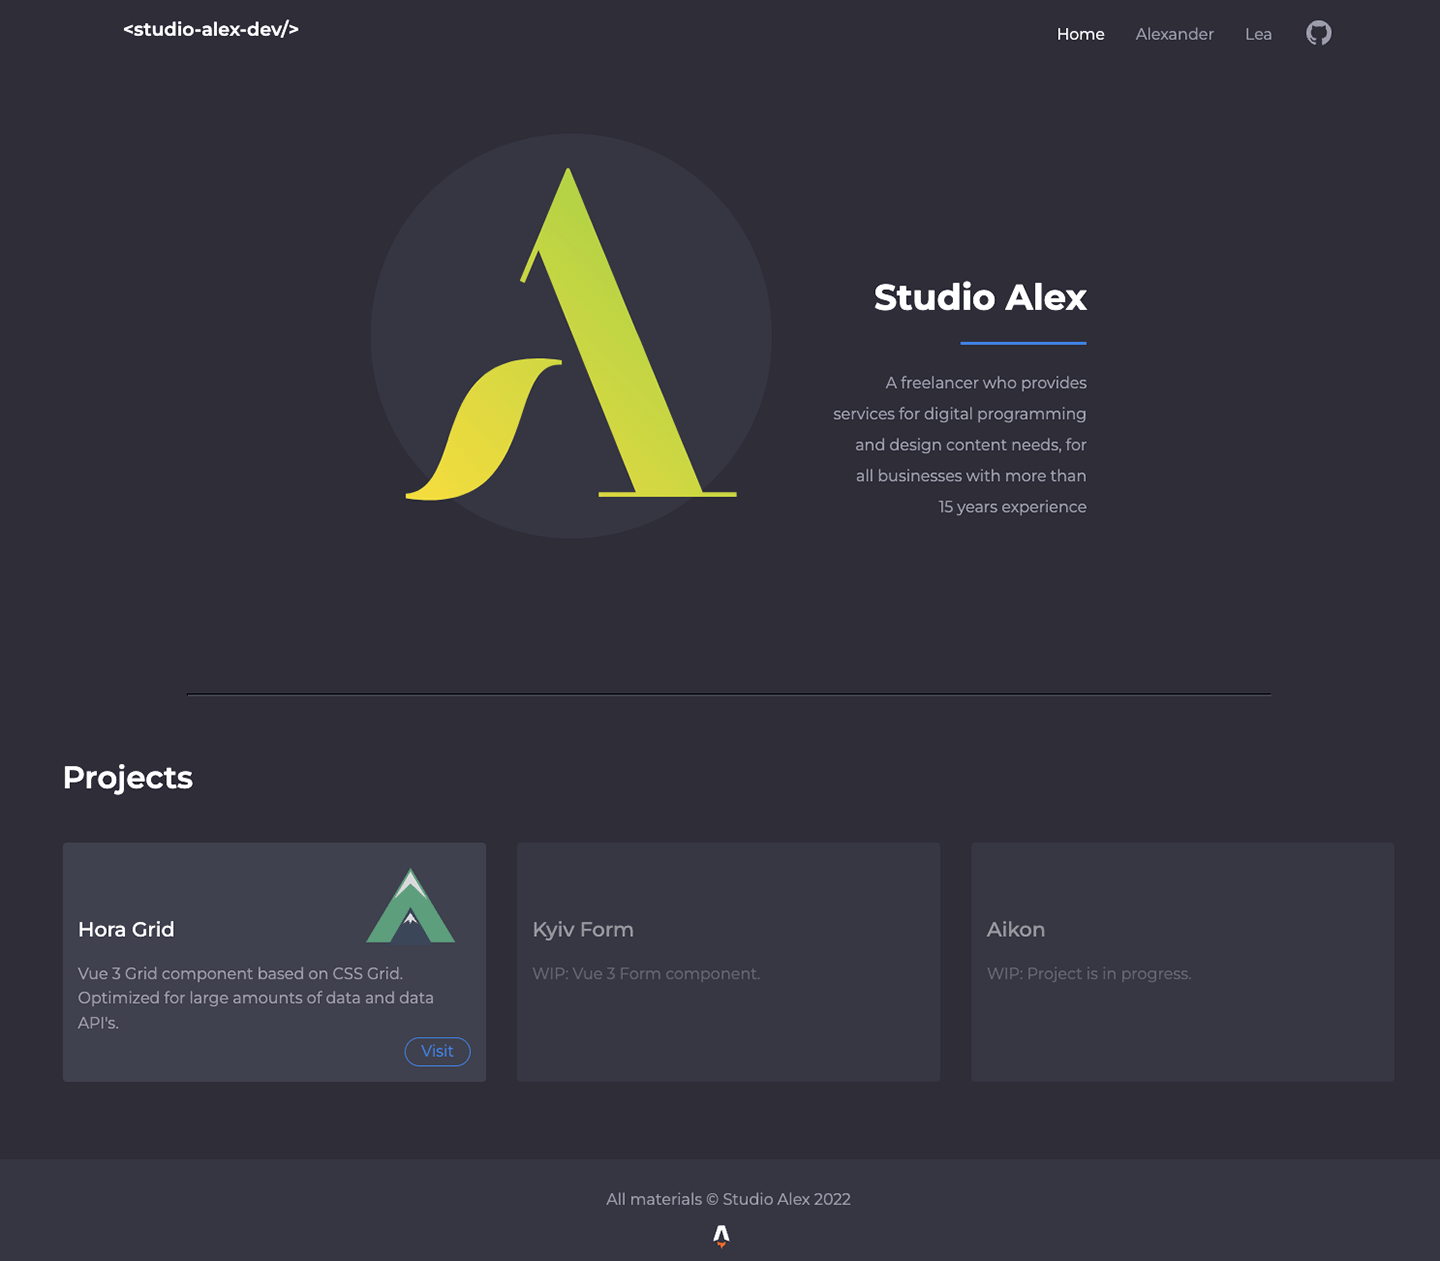 <studio-alex-dev/>
Home
Alexander
Lea
Studio Alex
A freelancer who provides
services for digital programming
and design content needs, for
all businesses with more than
15 years experience
Projects
Hora Grid
Vue 3 Grid component based on CSS Grid.
Optimized for large amounts of data and data
API's.
Visit
Kyiv Form
WIP: Vue 3 Form component.
Aikon
WIP: Project is in progress.
All materials © Studio Alex 2022